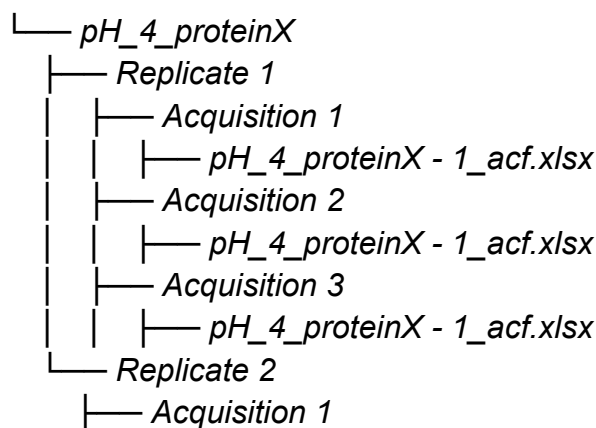 pH_4_proteinX
Replicate 1
Acquisition 1
pH_4_proteinX - 1_acf.xlsx
Acquisition 2
pH_4_proteinX - 1_acf.xlsx
Acquisition 3
pH_4_proteinX - 1_acf.xlsx
Replicate 2
Acquisition 1